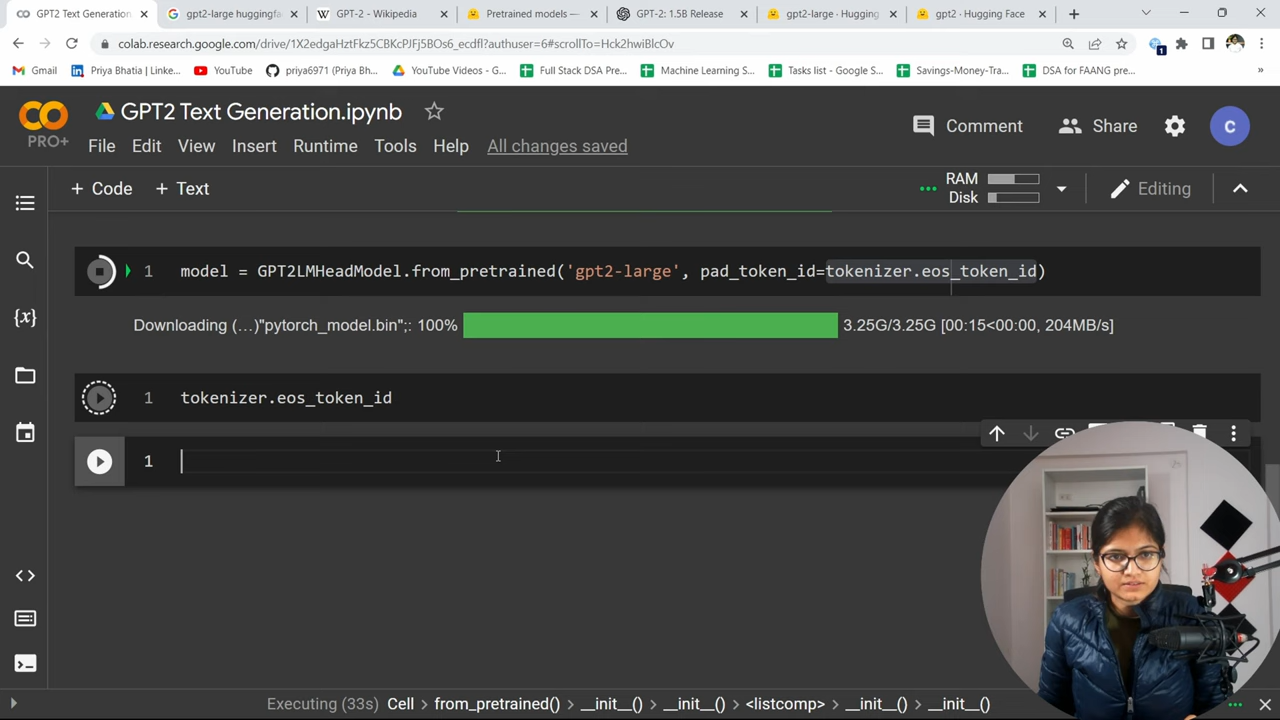 GPT2 Text Generation
gpt2-large huggingfa
GPT-2 - Wikipedia
Pretrained models —
GPT-2: 1.5B Release
gpt2-large · Hugging
gpt2 · Hugging Face
colab.research.google.com/drive/1X2edgaHztFkz5CBKcPJFj5BOs6_ecdfl?authuser=6#scrollTo=Hck2hwiBlcOv
1
Gmail
Priya Bhatia | Linke...
YouTube
priya6971 (Priya Bh...
YouTube Videos - G...
Full Stack DSA Pre...
Machine Learning S...
Tasks list - Google S...
Savings-Money-Tra...
DSA for FAANG pre...
»
CO
PRO+
GPT2 Text Generation.ipynb
File Edit View Insert Runtime Tools Help All changes saved
Comment
Share
c
+ Code + Text
RAM
Disk
Editing
1 model = GPT2LMHeadModel.from_pretrained('gpt2-large', pad_token_id=tokenizer.eos_token_id)
Downloading (…)"pytorch_model.bin";: 100% 3.25G/3.25G [00:15<00:00, 204MB/s]
1 tokenizer.eos_token_id
1
{x}
Executing (33s) Cell from_pretrained() __init__() __init__() <listcomp> __init__() __init__()